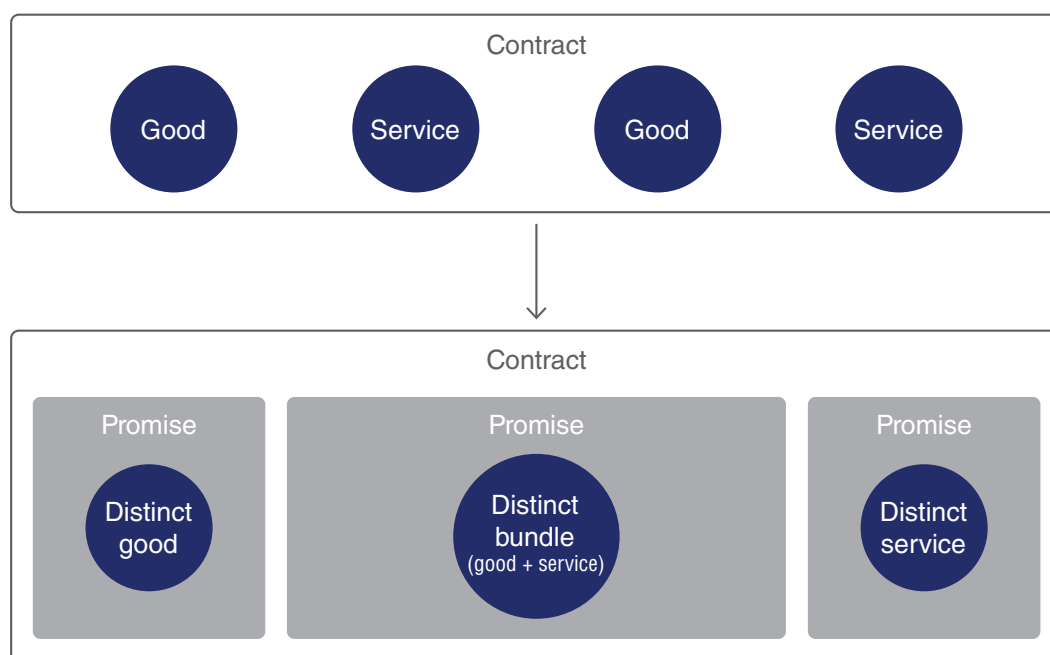 Contract
Good
Service
Good
Service
Contract
Promise
Distinct
good
Promise
Distinct
bundle
(good + service)
Promise
Distinct
service